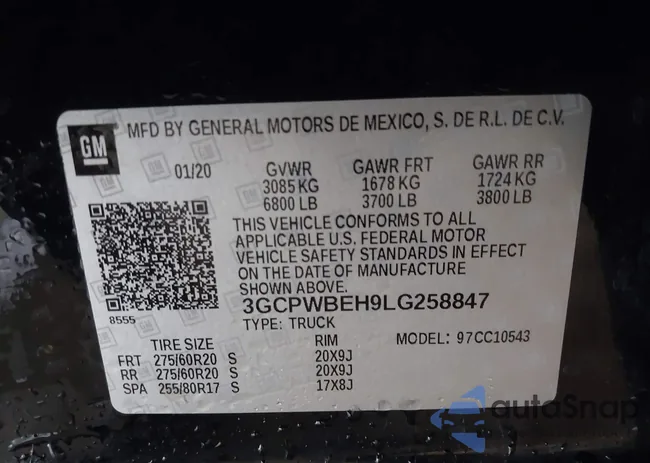 GM
MFD BY GENERAL MOTORS DE MEXICO, S. DE R.L. DE C.V.
01/20 GVWR GAWR FRT GAWR RR
3085 KG 1678 KG 1724 KG
6800 LB 3700 LB 3800 LB
THIS VEHICLE CONFORMS TO ALL
APPLICABLE U.S. FEDERAL MOTOR
VEHICLE SAFETY STANDARDS IN EFFECT
ON THE DATE OF MANUFACTURE
SHOWN ABOVE.
8555
3GCPWBEH9LG258847
TYPE: TRUCK MODEL: 97CC10543
TIRE SIZE RIM
FRT 275/60R20 S 20X9J
RR 275/60R20 S 20X9J
SPA 255/80R17 S 17X8J
autoSnap